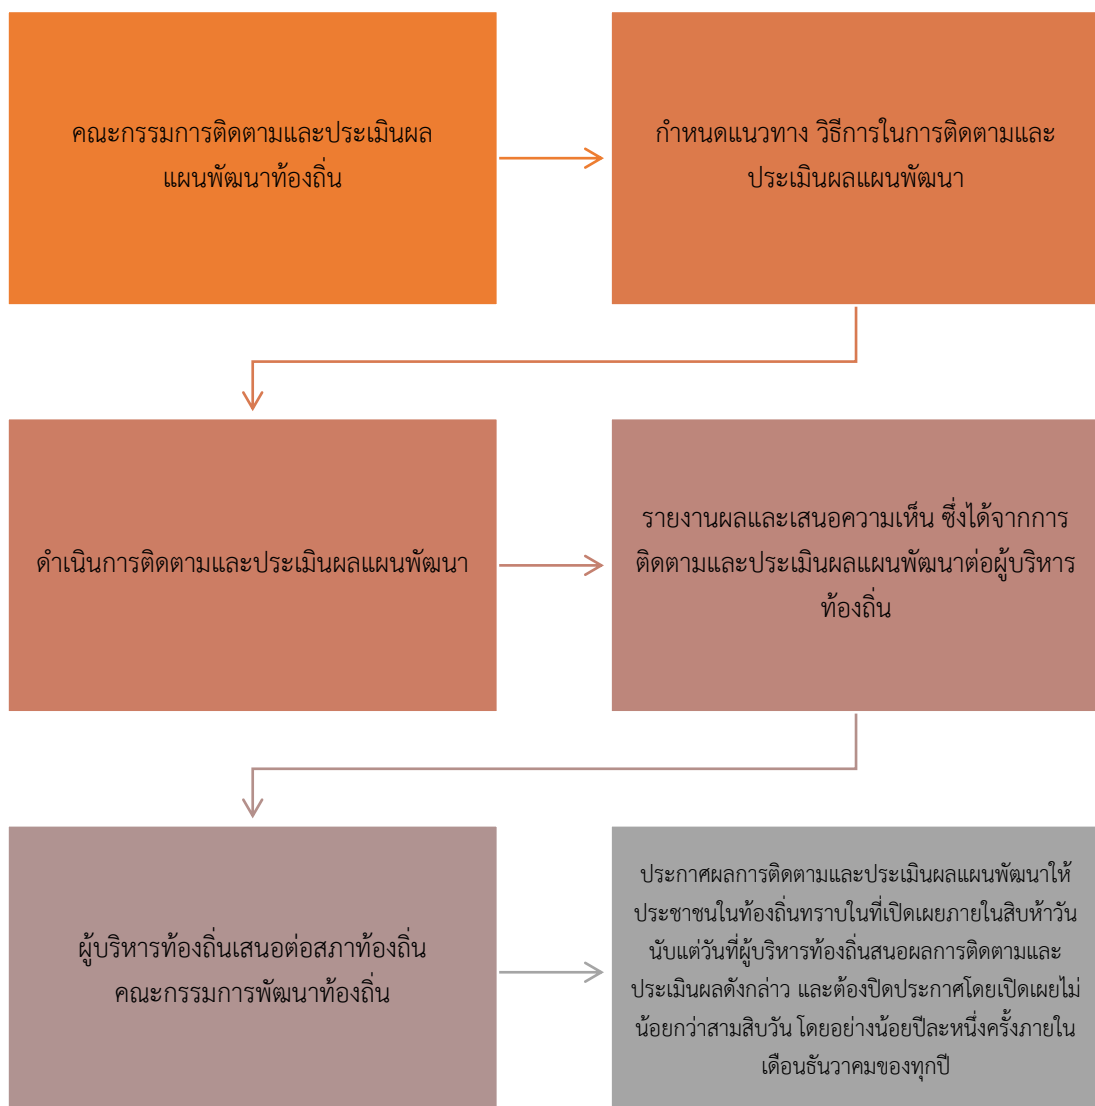 คณะกรรมการติดตามและประเมินผล
แผนพัฒนาท้องถิ่น
กำหนดแนวทาง วิธีการในการติดตามและ
ประเมินผลแผนพัฒนา
ดำเนินการติดตามและประเมินผลแผนพัฒนา
รายงานผลและเสนอความเห็น ซึ่งได้จากการ
ติดตามและประเมินผลแผนพัฒนาต่อผู้บริหาร
ท้องถิ่น
ผู้บริหารท้องถิ่นเสนอต่อสภาท้องถิ่น
คณะกรรมการพัฒนาท้องถิ่น
ประกาศผลการติดตามและประเมินผลแผนพัฒนาให้
ประชาชนในท้องถิ่นทราบในที่เปิดเผยภายในสิบห้าวัน
นับแต่วันที่ผู้บริหารท้องถิ่นสนอผลการติดตามและ
ประเมินผลดังกล่าว และต้องปิดประกาศโดยเปิดเผยไม่
น้อยกว่าสามสิบวัน โดยอย่างน้อยปีละหนึ่งครั้งภายใน
เดือนธันวาคมของทุกปี